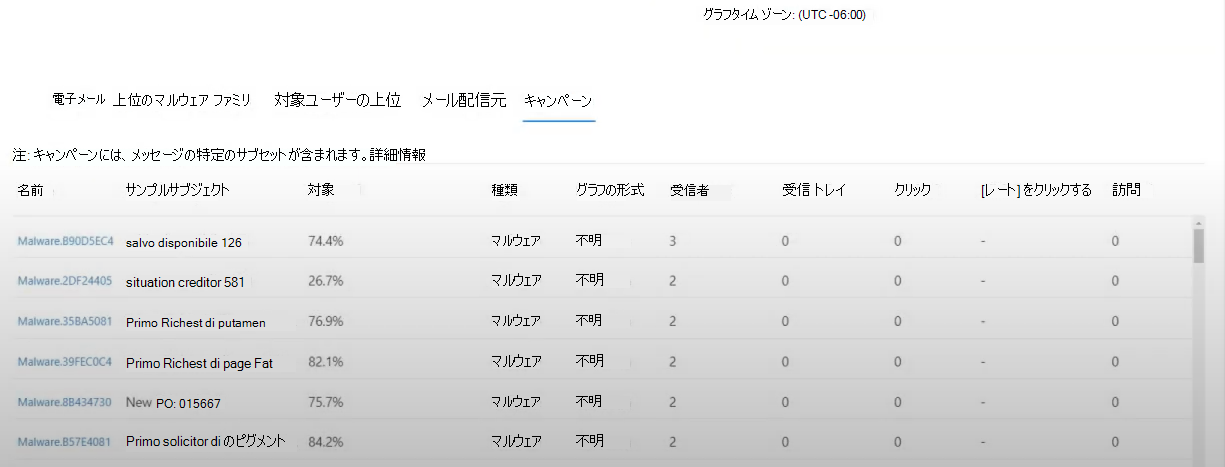 グラフタイム ゾーン: (UTC -06:00)
電子メール 上位のマルウェア ファミリ 対象ユーザーの上位 メール配信元 キャンペーン
注: キャンペーンには、メッセージの特定のサブセットが含まれます。詳細情報
名前 サンプルサブジェクト 対象 種類 グラフの形式 受信者 受信トレイ クリック [レート] をクリックする 訪問
Malware.B90D5EC4 salvo disponibile 126 74.4% マルウェア 不明 3 0 0 - 0
Malware.2DF24405 situation creditor 581 26.7% マルウェア 不明 2 0 0 - 0
Malware.35BA5081 Primo Richest di putamen 76.9% マルウェア 不明 2 0 0 - 0
Malware.39FEC0C4 Primo Richest di page Fat 82.1% マルウェア 不明 2 0 0 - 0
Malware.8B434730 New PO: 015667 75.7% マルウェア 不明 2 0 0 - 0
Malware.B57E4081 Primo solicitor di のピグメント 84.2% マルウェア 不明 2 0 0 - 0